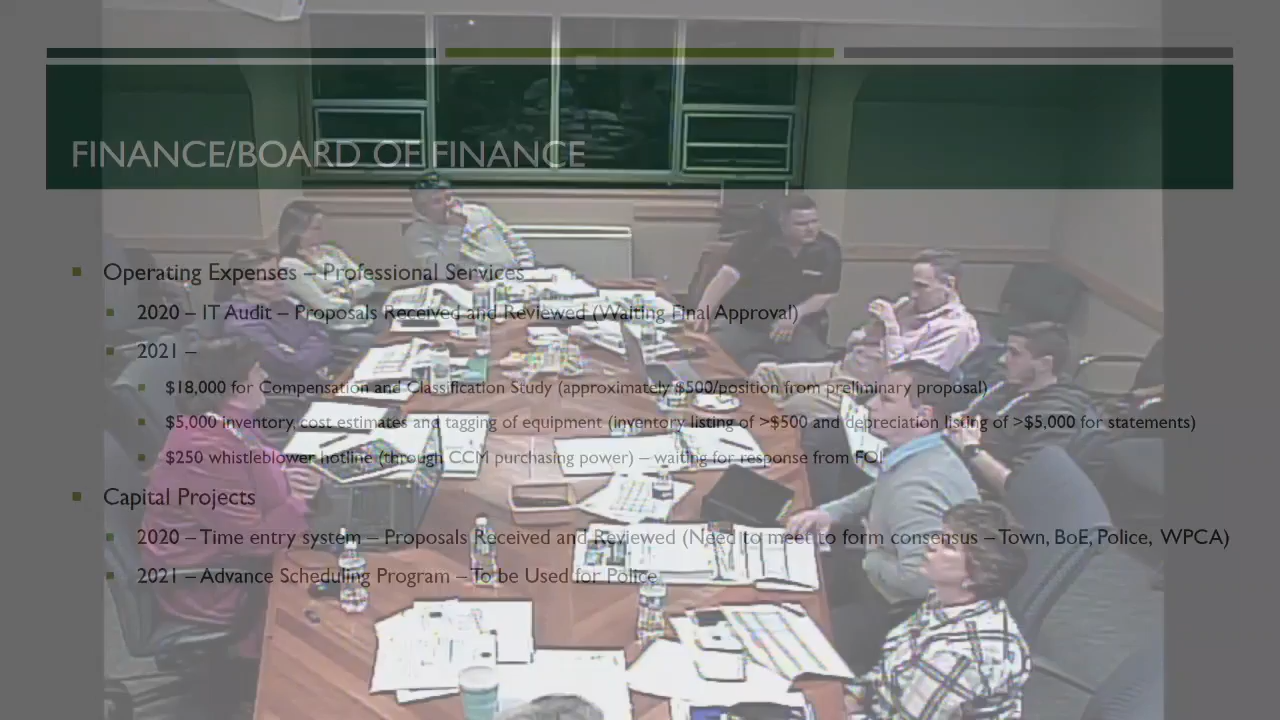 FINANCE/BOARD OF FINANCE
Operating Expenses – Professional Services
2020 – IT Audit – Proposals Received and Reviewed (Waiting Final Approval)
2021 –
$18,000 for Compensation and Classification Study (approximately $500/position from preliminary proposal)
$5,000 inventory, cost estimates and tagging of equipment (inventory listing of >$500 and depreciation listing of >$5,000 for statements)
$250 whistleblower hotline (through CCM purchasing power) – waiting for response from FOI
Capital Projects
2020 – Time entry system – Proposals Received and Reviewed (Need to meet to form consensus – Town, BoE, Police, WPCA)
2021 – Advance Scheduling Program – To be Used for Police